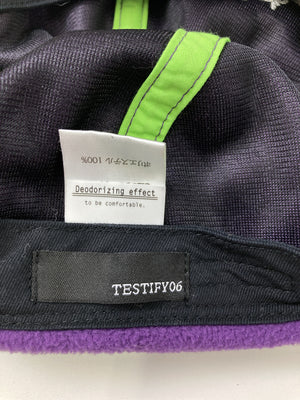 ポリエステル 100%
Deodorizing effect
to be comfortable.
TESTIFY06